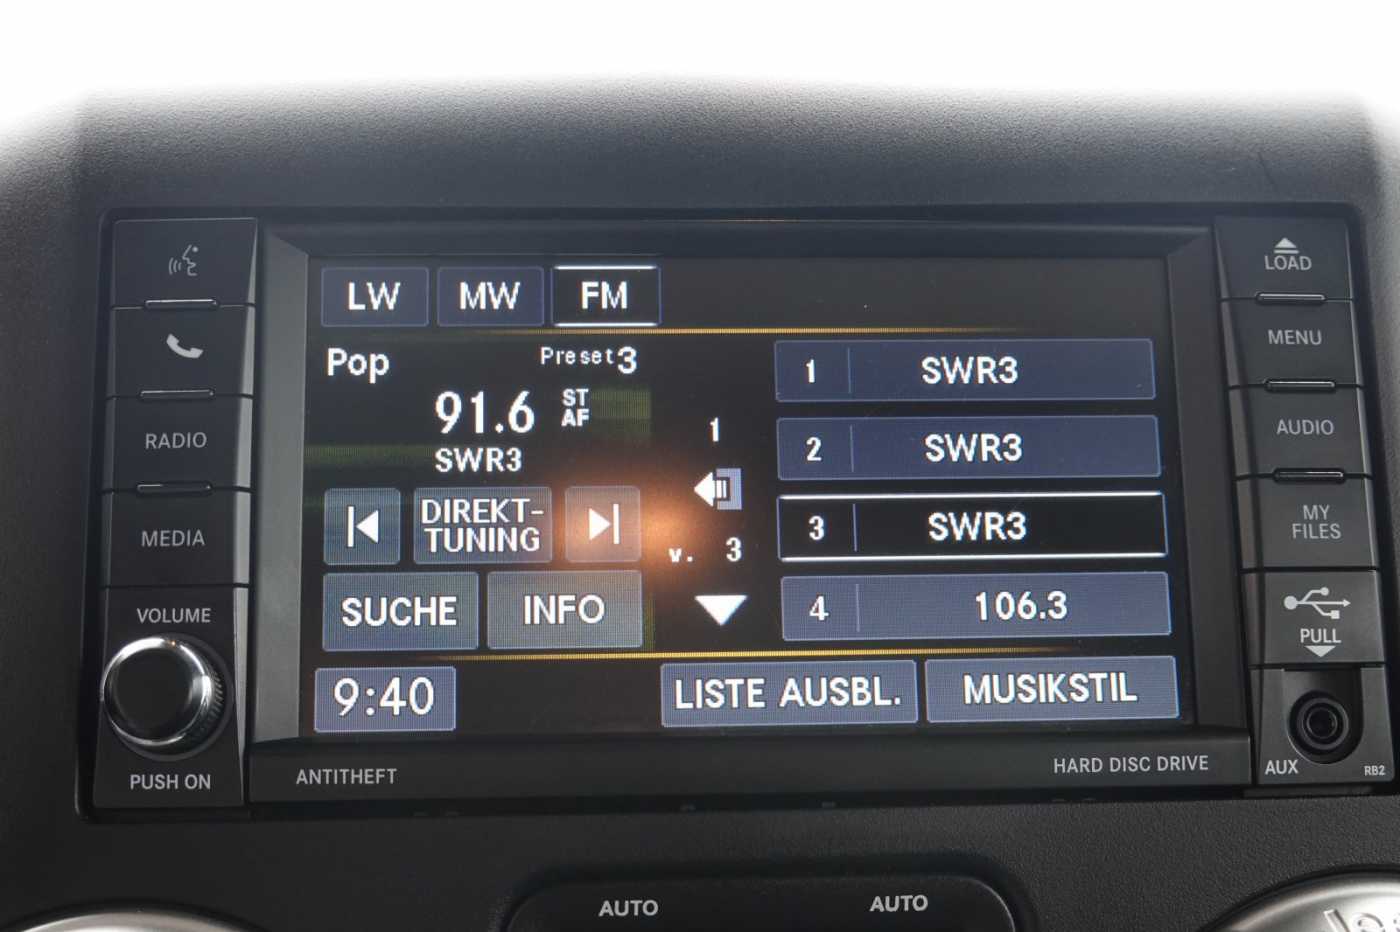 LW MW FM
Pop
Preset 3
91.6 ST AF
SWR3
DIREKT-
TUNING
SUCHE
INFO
9:40
1
v. 3
1 SWR3
2 SWR3
3 SWR3
4 106.3
LISTE AUSBL.
MUSIKSTIL
RADIO
MEDIA
VOLUME
PUSH ON
ANTITHEFT
HARD DISC DRIVE
LOAD
MENU
AUDIO
MY
FILES
PULL
AUX
RB2
AUTO
AUTO